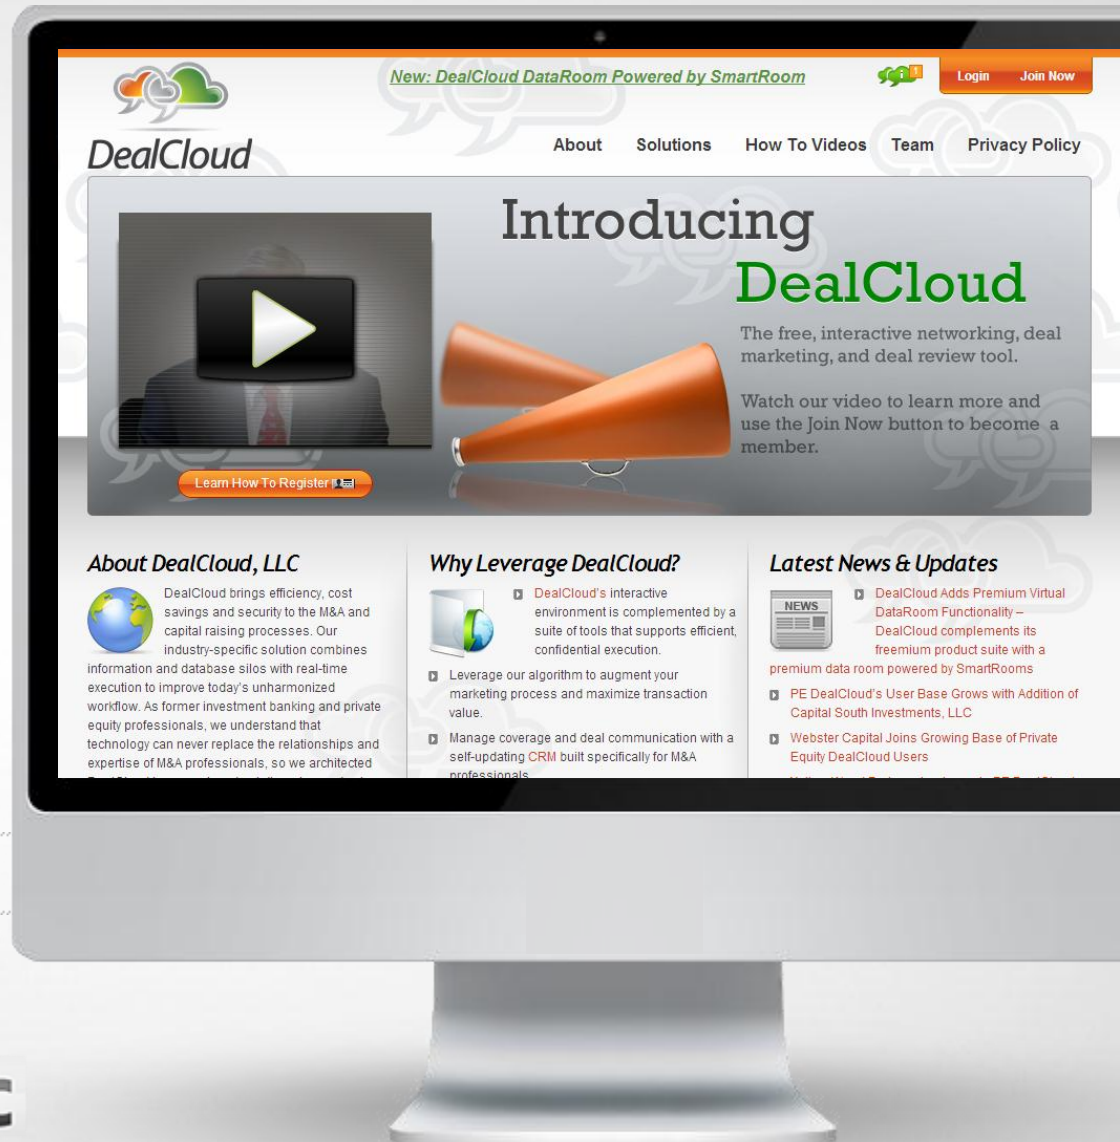 New: DealCloud DataRoom Powered by SmartRoom
1
Login Join Now
DealCloud
About Solutions How To Videos Team Privacy Policy
Introducing
DealCloud
The free, interactive networking, deal
marketing, and deal review tool.
Watch our video to learn more and
use the Join Now button to become a
member.
Learn How To Register
About DealCloud, LLC
DealCloud brings efficiency, cost
savings and security to the M&A and
capital raising processes. Our
industry-specific solution combines
information and database silos with real-time
execution to improve today's unharmonized
workflow. As former investment banking and private
equity professionals, we understand that
technology can never replace the relationships and
expertise of M&A professionals, so we architected
Why Leverage DealCloud?
DealCloud's interactive
environment is complemented by a
suite of tools that supports efficient,
confidential execution.
Leverage our algorithm to augment your
marketing process and maximize transaction
value.
Manage coverage and deal communication with a
self-updating CRM built specifically for M&A
professionals
Latest News & Updates
NEWS
DealCloud Adds Premium Virtual
DataRoom Functionality –
DealCloud complements its
freemium product suite with a
premium data room powered by SmartRooms
PE DealCloud's User Base Grows with Addition of
Capital South Investments, LLC
Webster Capital Joins Growing Base of Private
Equity DealCloud Users